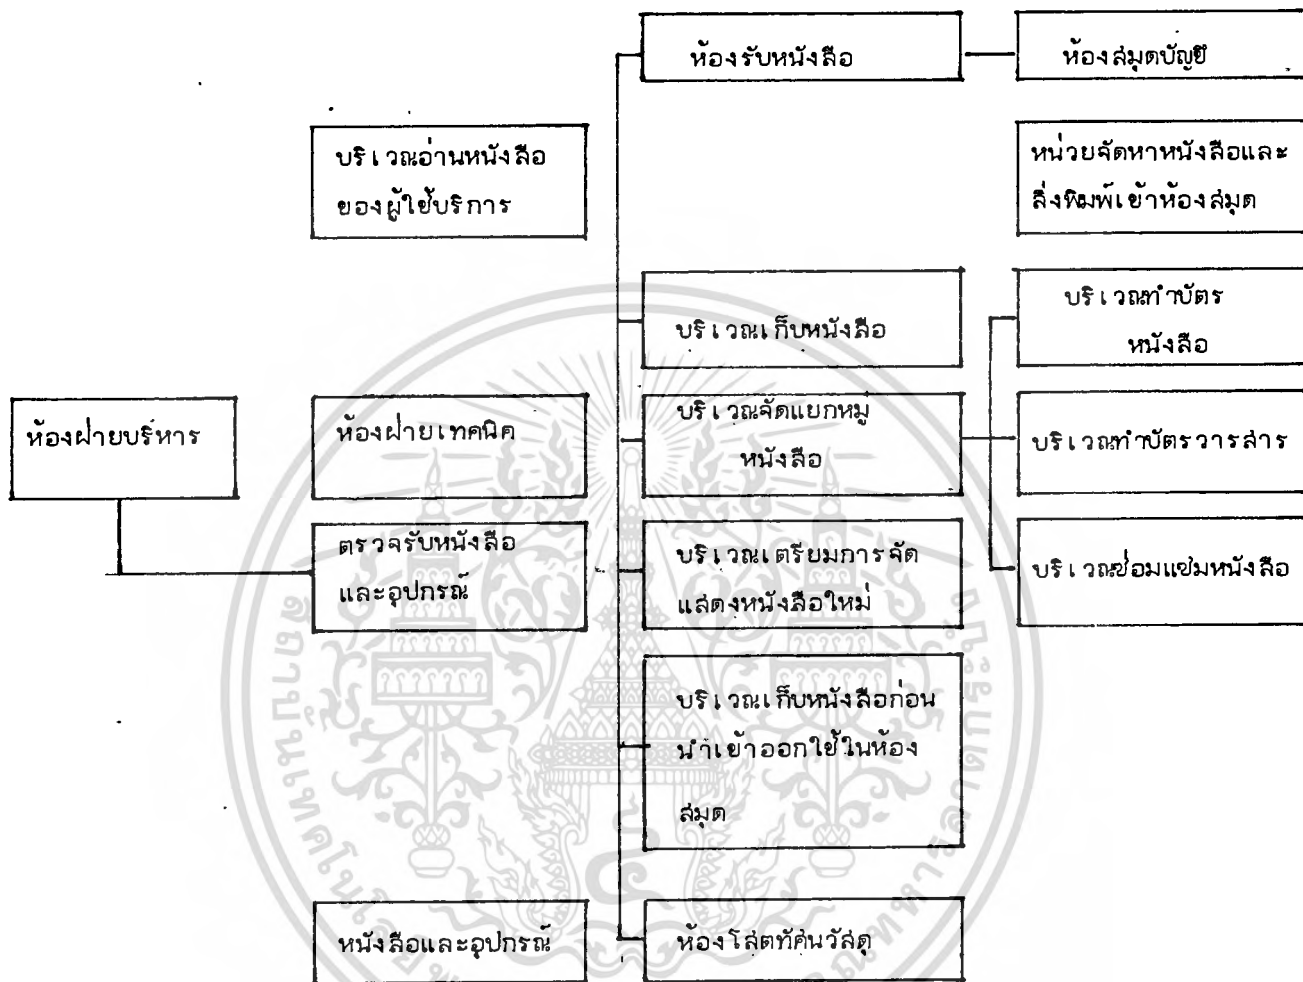 ห้องรับหนังสือ
ห้องสมุดบัญชี
บริเวณอ่านหนังสือ
ของผู้ใช้บริการ
หน่วยจัดหาหนังสือและ
สิ่งพิมพ์เข้าห้องสมุด
บริเวณเก็บหนังสือ
บริเวณทำบัตร
หนังสือ
ห้องฝ่ายบริหาร
ห้องฝ่ายเทคนิค
บริเวณจัดแยกหมู
หนังสือ
บริเวณทำบัตรวารสาร
ตรวจรับหนังสือ
และอุปกรณ์
บริเวณเตรียมการจัด
แสดงหนังสือใหม่
บริเวณซ่อมแซมหนังสือ
บริเวณเก็บหนังสือก่อน
นำเข้าออกใช้ในห้อง
สมุด
หนังสือและอุปกรณ์
ห้องโสตทัศนวัสดุ
สถาบันเทคโนโลยี